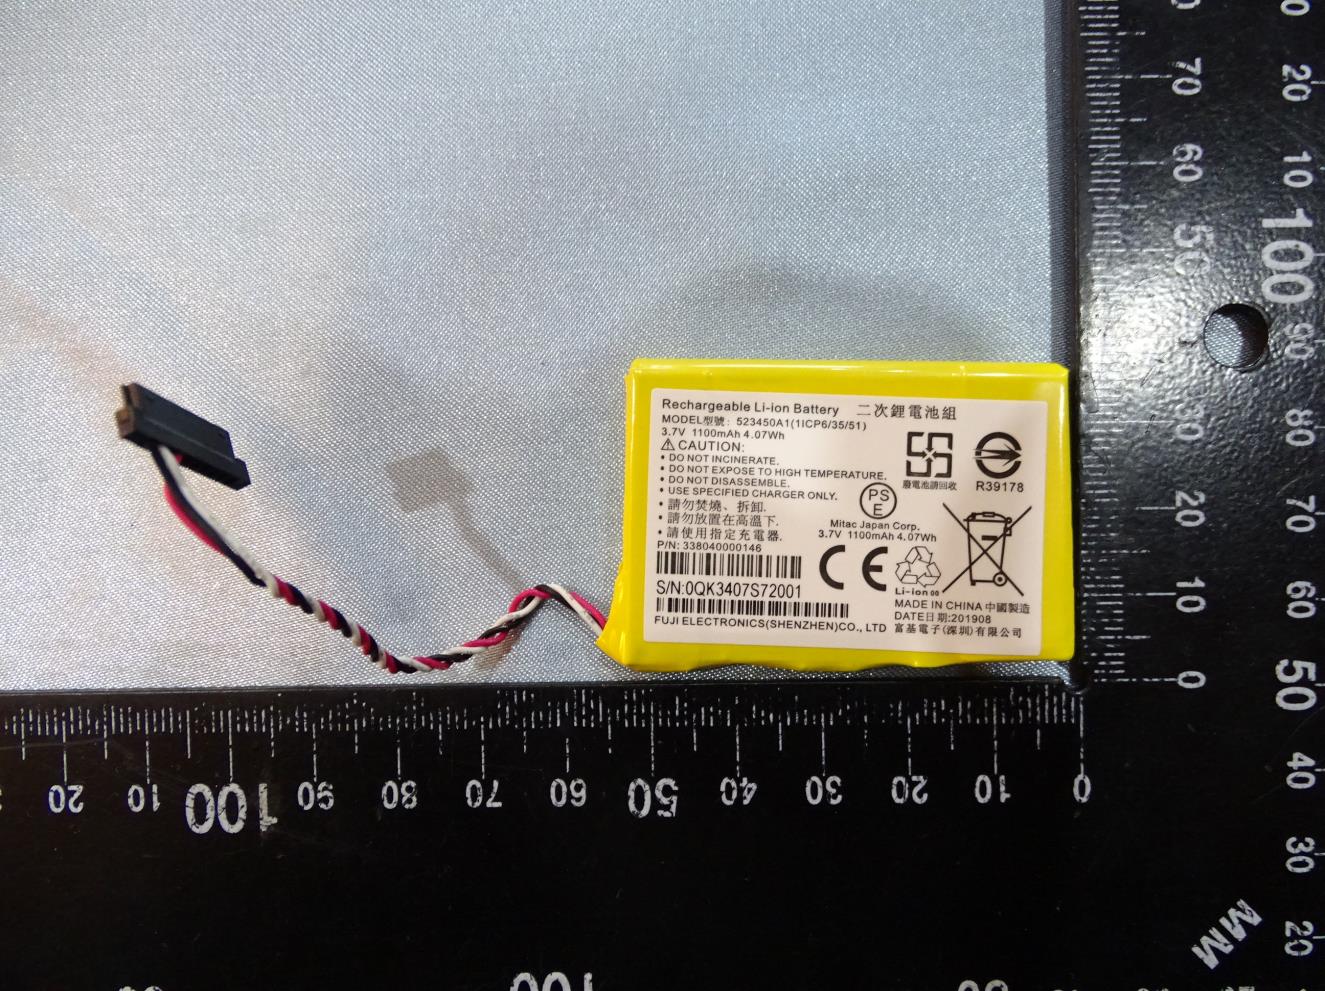 Rechargeable Li-ion Battery 二次鋰電池組
MODEL型號: 523450A1(1ICP6/35/51)
3.7V 1100mAh 4.07Wh
CAUTION:
• DO NOT INCINERATE.
• DO NOT EXPOSE TO HIGH TEMPERATURE.
• DO NOT DISASSEMBLE.
• USE SPECIFIED CHARGER ONLY.
• 請勿焚燒、拆卸.
• 請勿放置在高溫下.
• 請使用指定充電器.
P/N: 338040000146
S/N:0QK3407S72001
FUJI ELECTRONICS(SHENZHEN)CO., LTD
廢電池請回收
R39178
PS
E
Mitac Japan Corp.
3.7V 1100mAh 4.07Wh
CE
Li-ion 00
MADE IN CHINA 中國製造
DATE日期:201908
富基電子(深圳)有限公司
70
60
50
40
30
20
10
0
20
10
100
90
80
70
60
50
40
30
20
20 10 100 90 80 70 60 50 40 30 20 10 0
MM
100